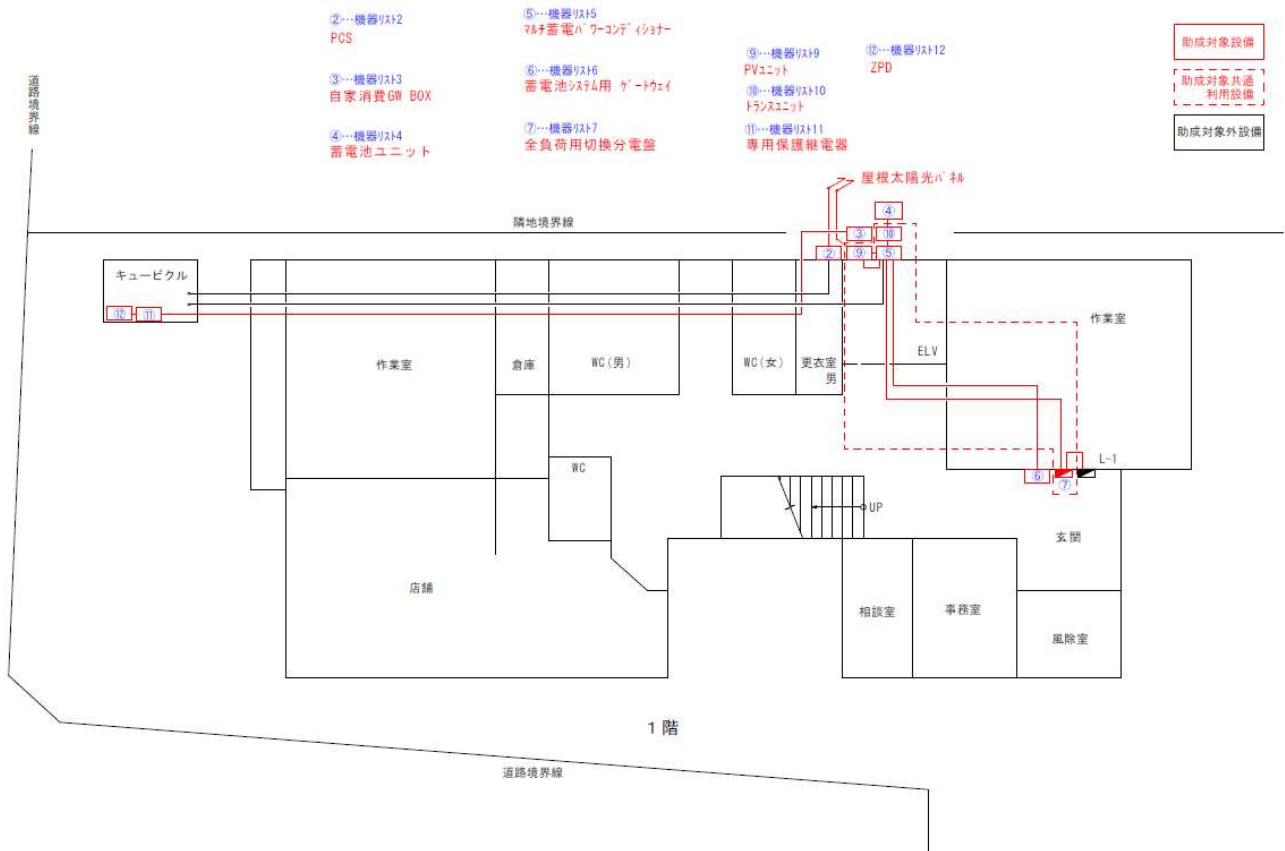 ②…機器リスト2
PCS
③…機器リスト3
自家消費GW BOX
④…機器リスト4
蓄電池ユニット
⑤…機器リスト5
マルチ蓄電パワーコンディショナー
⑥…機器リスト6
蓄電池システム用 ゲートウェイ
⑦…機器リスト7
全負荷用切換分電盤
⑨…機器リスト9
PVユニット
⑩…機器リスト10
トランスユニット
⑪…機器リスト11
専用保護継電器
⑫…機器リスト12
ZPD
助成対象設備
助成対象共通
利用設備
助成対象外設備
道路境界線
屋根太陽光パネル
隣地境界線
④
③
⑩
②
⑨
⑤
キュービクル
⑫
⑪
作業室
倉庫
WC(男)
WC(女)
更衣室
男
ELV
作業室
WC
L-1
⑥
⑦
UP
玄関
店舗
相談室
事務室
風除室
1階
道路境界線